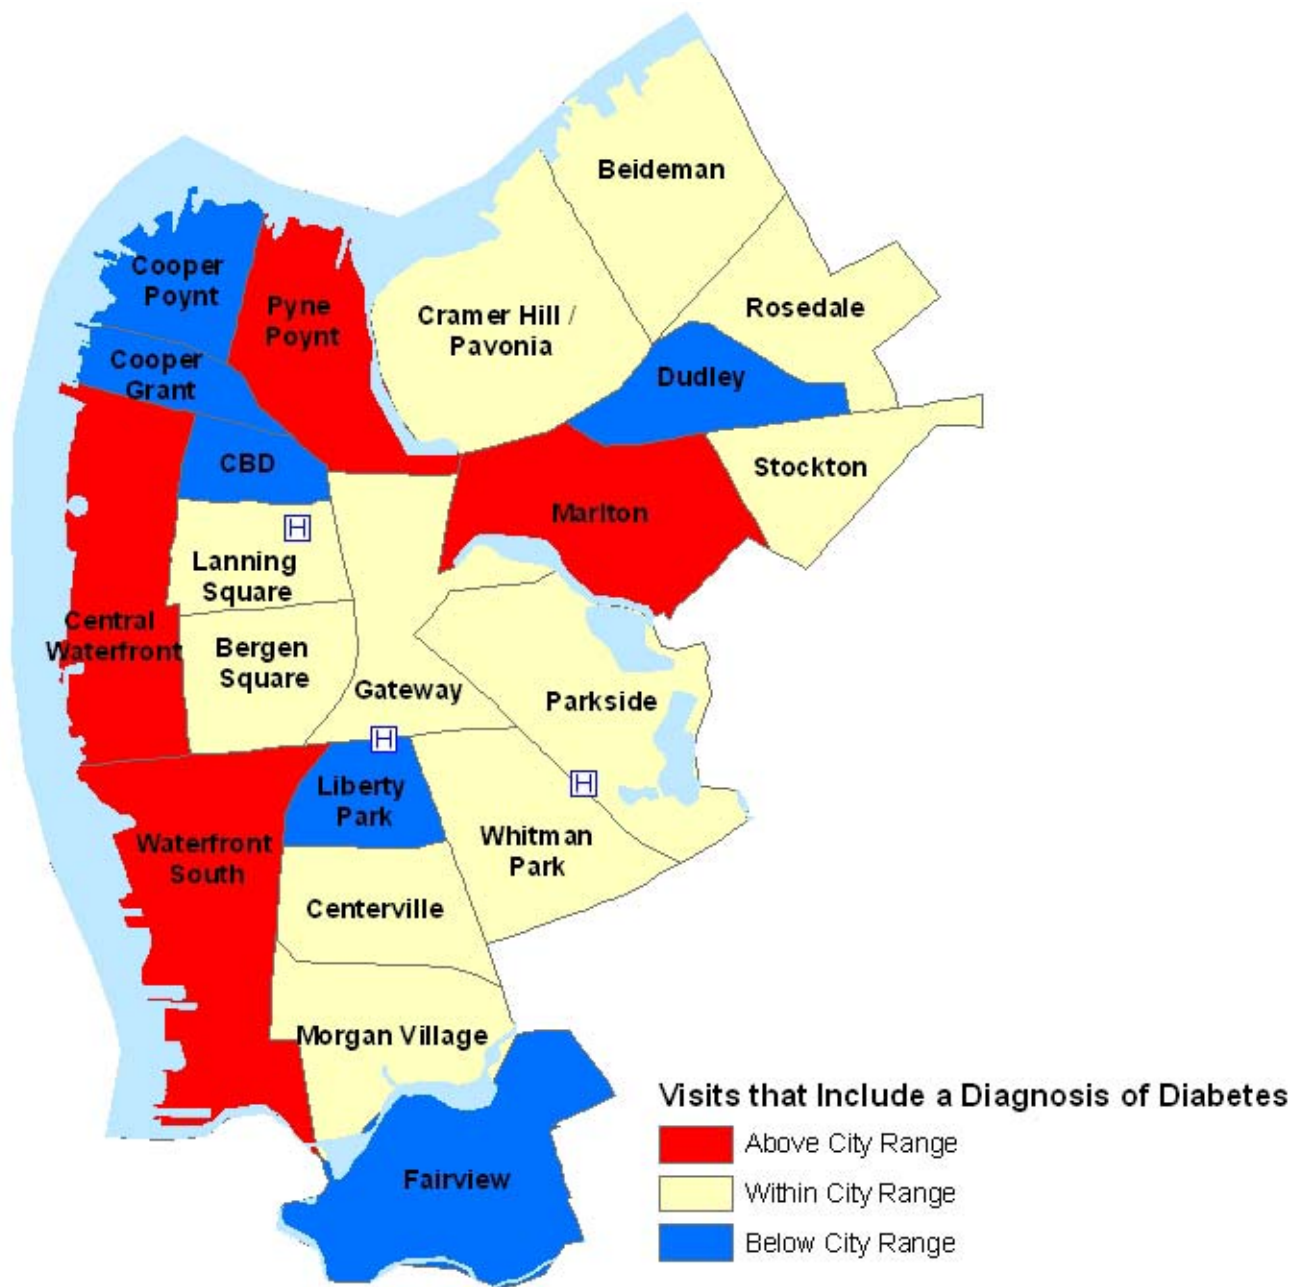 Beideman
Cooper
Poynt
Pyne
Poynt
Cramer Hill /
Pavonia
Rosedale
Cooper
Grant
Dudley
CBD
Stockton
Marlton
H
Lanning
Square
Central
Waterfront
Bergen
Square
Gateway
Parkside
H
H
Liberty
Park
Waterfront
South
Whitman
Park
Centerville
Morgan Village
Fairview
Visits that Include a Diagnosis of Diabetes
Above City Range
Within City Range
Below City Range